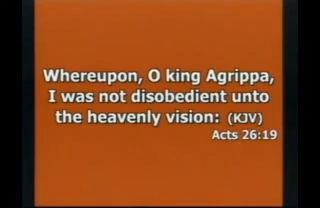 Whereupon, O king Agrippa,
I was not disobedient unto
the heavenly vision: (KJV)
Acts 26:19